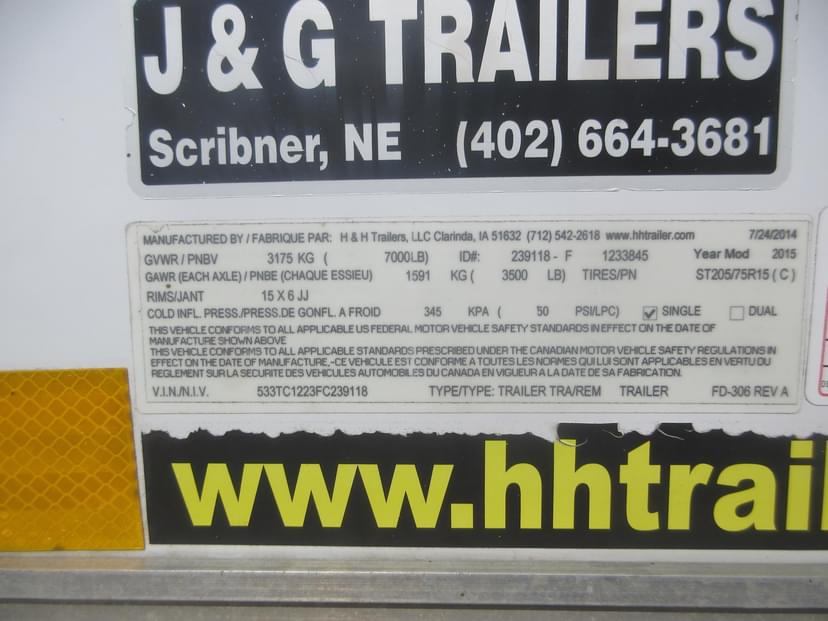 J & G TRAILERS
Scribner, NE (402) 664-3681
MANUFACTURED BY / FABRIQUE PAR: H & H Trailers, LLC Clarinda, IA 51632 (712) 542-2618 www.hhtrailer.com 7/24/2014
GVWR / PNBV 3175 KG ( 7000LB) ID#: 239118 - F 1233845 Year Mod 2015
GAWR (EACH AXLE) / PNBE (CHAQUE ESSIEU) 1591 KG ( 3500 LB) TIRES/PN ST205/75R15 ( C )
RIMS/JANT 15 X 6 JJ
COLD INFL. PRESS./PRESS.DE GONFL. A FROID 345 KPA ( 50 PSI/LPC) SINGLE DUAL
THIS VEHICLE CONFORMS TO ALL APPLICABLE US FEDERAL MOTOR VEHICLE SAFETY STANDARDS IN EFFECT ON THE DATE OF
MANUFACTURE SHOWN ABOVE
THIS VEHICLE CONFORMS TO ALL APPLICABLE STANDARDS PRESCRIBED UNDER THE CANADIAN MOTOR VEHICLE SAFETY REGULATIONS IN
EFFECT ON THE DATE OF MANUFACTURE,-CE VEHICULE EST CONFORME A TOUTES LES NORMES QUI LUI SONT APPLICABLES EN VERTU DU
REGLEMENT SUR LA SECURITE DES VEHICULES AUTOMOBILES DU CANADA EN VIGUEUR A LA DATE DE SA FABRICATION.
V.I.N./N.I.V. 533TC1223FC239118 TYPE/TYPE: TRAILER TRA/REM TRAILER FD-306 REV A
www.hhtrail